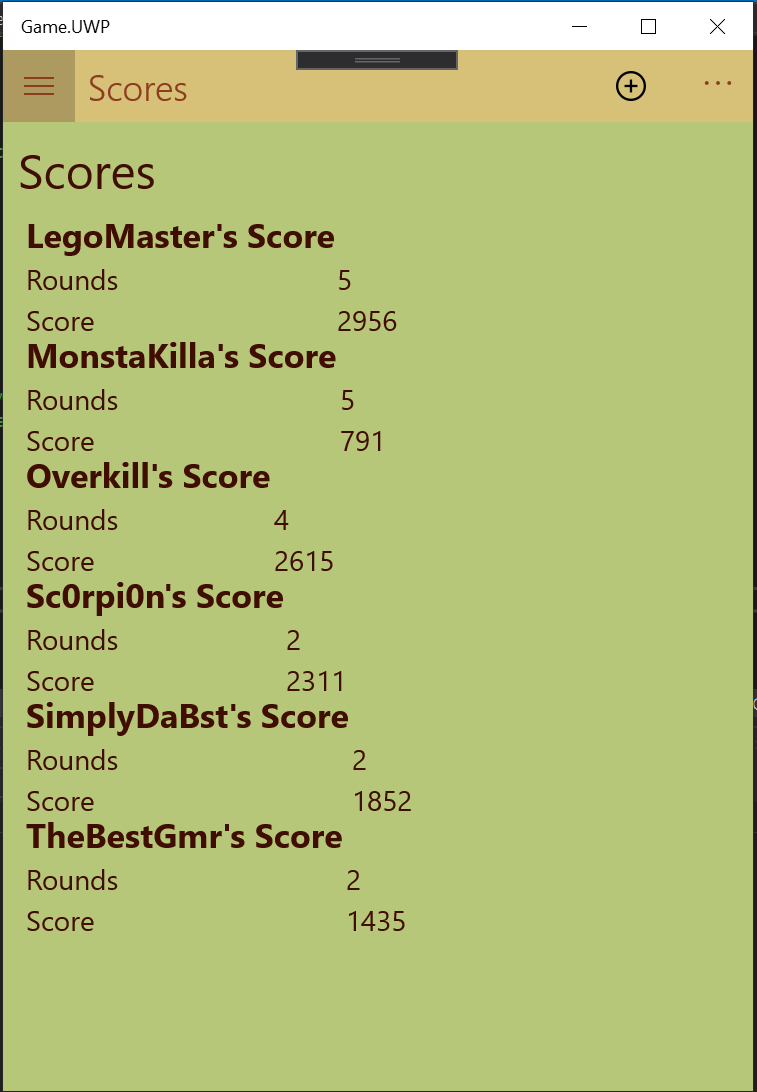 Game.UWP
Scores
Scores
LegoMaster's Score
Rounds 5
Score 2956
MonstaKilla's Score
Rounds 5
Score 791
Overkill's Score
Rounds 4
Score 2615
Sc0rpi0n's Score
Rounds 2
Score 2311
SimplyDaBst's Score
Rounds 2
Score 1852
TheBestGmr's Score
Rounds 2
Score 1435